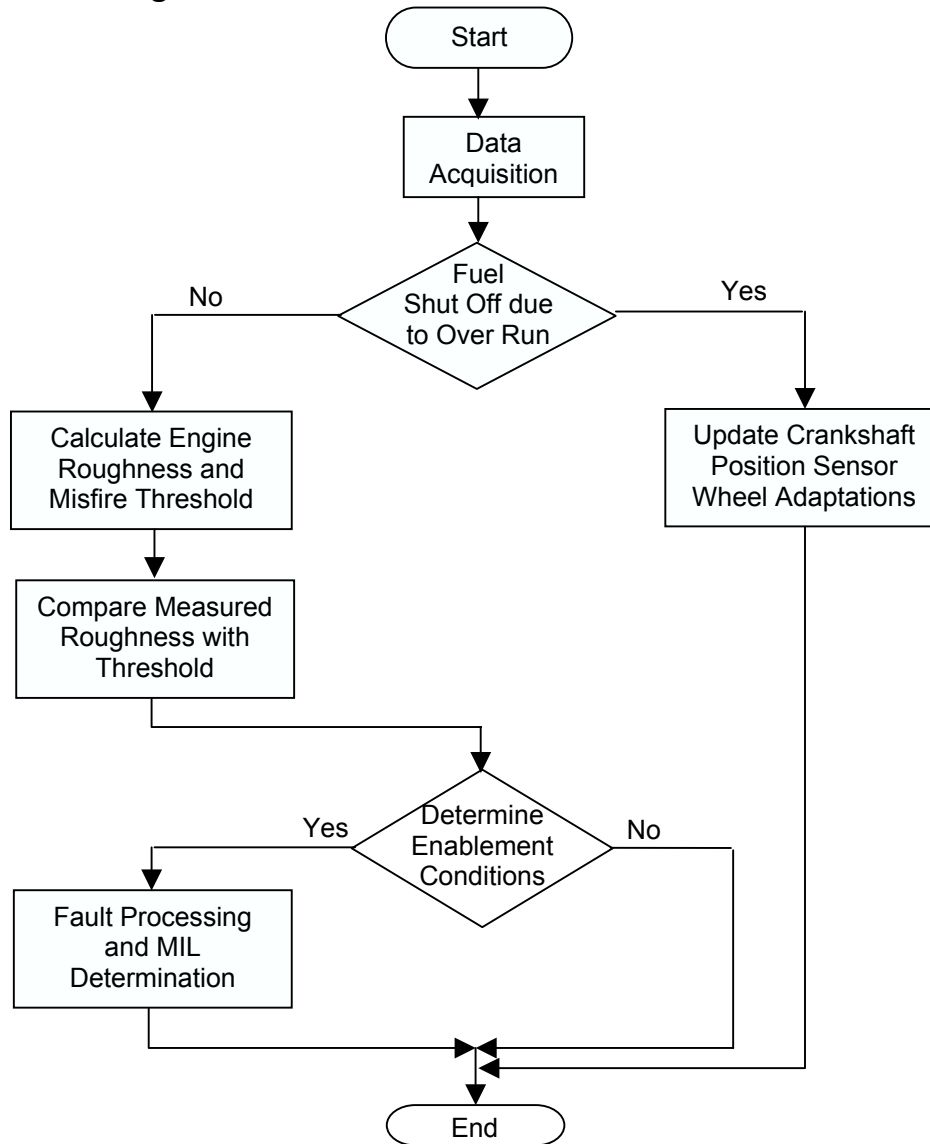 Start
Data
Acquisition
Fuel
Shut Off due
to Over Run
No
Yes
Calculate Engine
Roughness and
Misfire Threshold
Update Crankshaft
Position Sensor
Wheel Adaptations
Compare Measured
Roughness with
Threshold
Determine
Enablement
Conditions
Yes
No
Fault Processing
and MIL
Determination
End